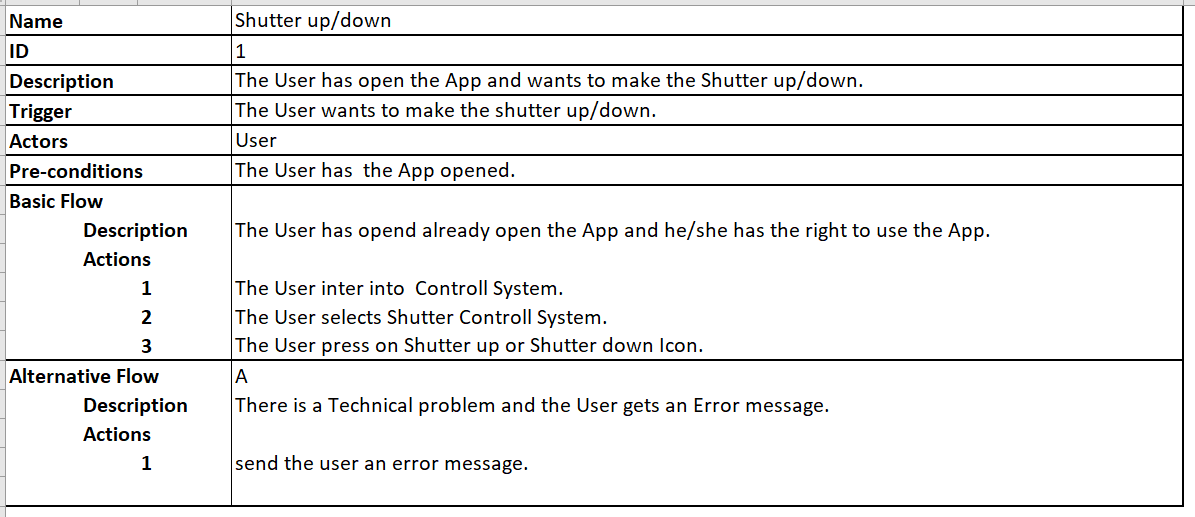 Name Shutter up/down
ID 1
Description The User has open the App and wants to make the Shutter up/down.
Trigger The User wants to make the shutter up/down.
Actors User
Pre-conditions The User has  the App opened.
Basic Flow
Description The User has opend already open the App and he/she has the right to use the App.
Actions
1 The User inter into  Controll System.
2 The User selects Shutter Controll System.
3 The User press on Shutter up or Shutter down Icon.
Alternative Flow A
Description There is a Technical problem and the User gets an Error message.
Actions
1 send the user an error message.